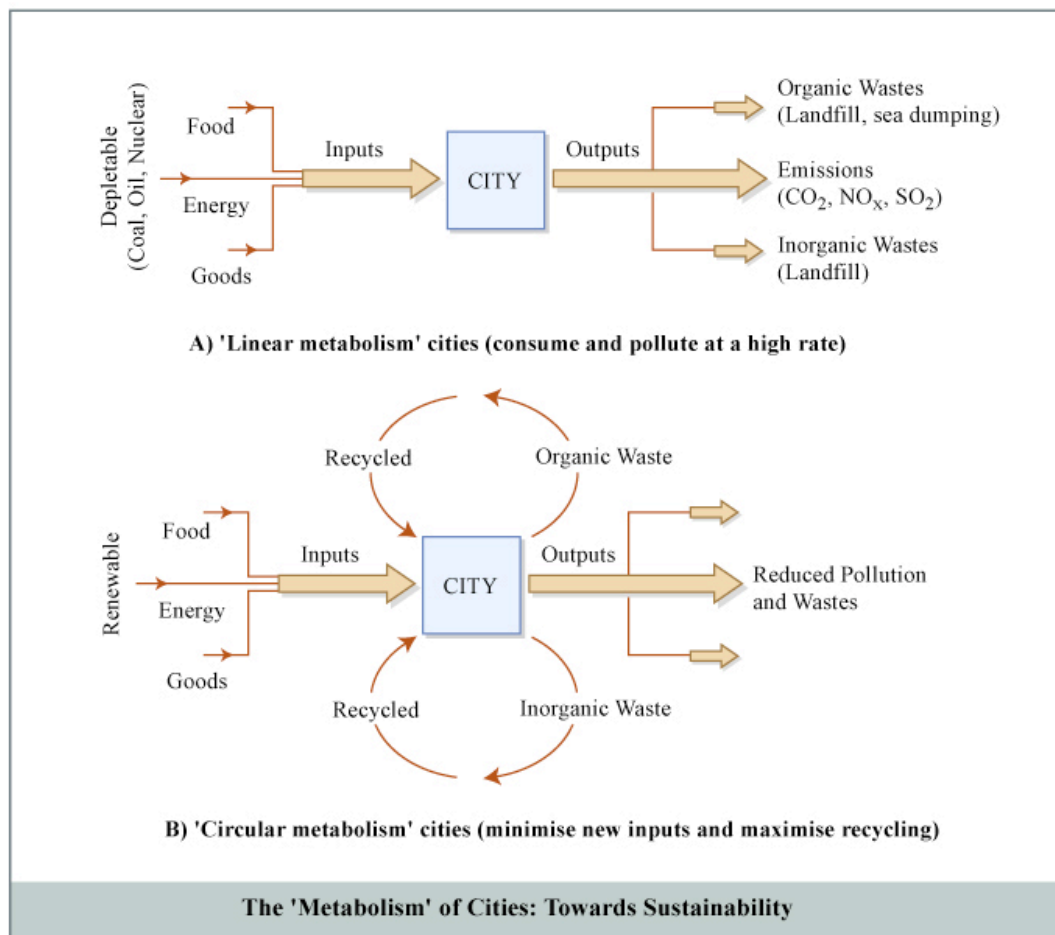 Depletable
(Coal, Oil, Nuclear)
Food
Energy
Goods
Inputs
CITY
Outputs
Organic Wastes
(Landfill, sea dumping)
Emissions
(CO₂, NOₓ, SO₂)
Inorganic Wastes
(Landfill)
A) 'Linear metabolism' cities (consume and pollute at a high rate)
Recycled
Organic Waste
Renewable
Food
Energy
Goods
Inputs
CITY
Outputs
Reduced Pollution
and Wastes
Recycled
Inorganic Waste
B) 'Circular metabolism' cities (minimise new inputs and maximise recycling)
The 'Metabolism' of Cities: Towards Sustainability